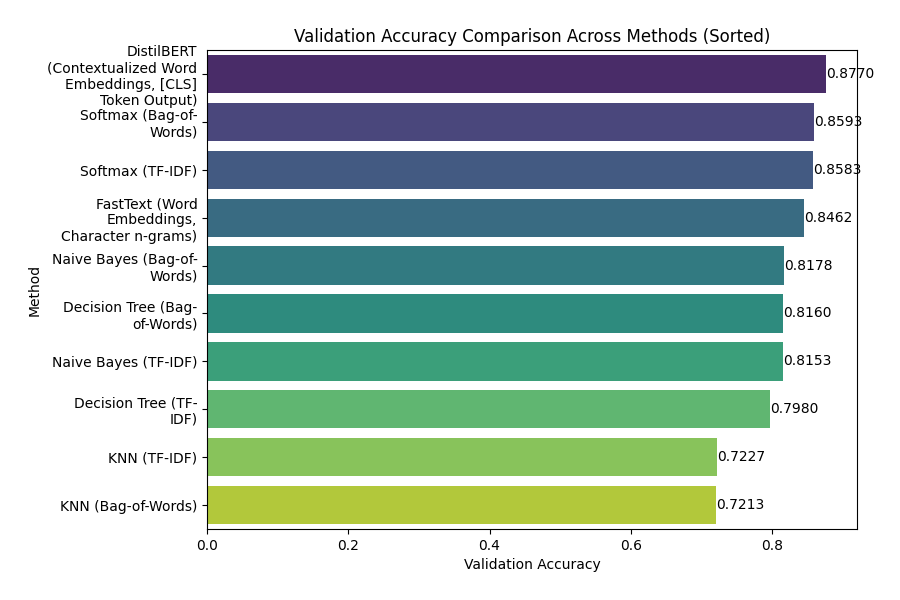 Validation Accuracy Comparison Across Methods (Sorted)
DistilBERT
(Contextualized Word
Embeddings, [CLS]
Token Output)
0.8770
Softmax (Bag-of-
Words)
0.8593
Softmax (TF-IDF)
0.8583
FastText (Word
Embeddings,
Character n-grams)
0.8462
Naive Bayes (Bag-of-
Words)
0.8178
Decision Tree (Bag-
of-Words)
0.8160
Naive Bayes (TF-IDF)
0.8153
Decision Tree (TF-
IDF)
0.7980
KNN (TF-IDF)
0.7227
KNN (Bag-of-Words)
0.7213
Method
0.0 0.2 0.4 0.6 0.8
Validation Accuracy